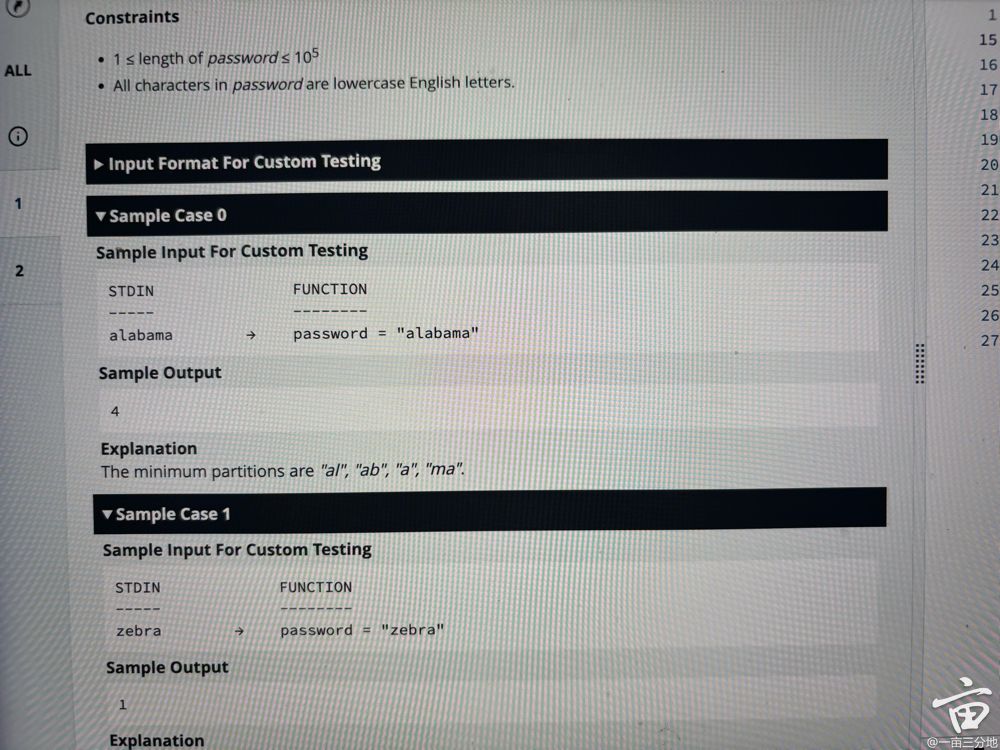 Constraints
• 1 ≤ length of password ≤ 10⁵
• All characters in password are lowercase English letters.
ALL
▶ Input Format For Custom Testing
▼ Sample Case 0
1
2
Sample Input For Custom Testing
STDIN FUNCTION
----- --------
alabama → password = "alabama"
Sample Output
4
Explanation
The minimum partitions are "al", "ab", "a", "ma".
▼ Sample Case 1
Sample Input For Custom Testing
STDIN FUNCTION
----- --------
zebra → password = "zebra"
Sample Output
1
Explanation
1
15
16
17
18
19
20
21
22
23
24
25
26
27
亩
@一亩三分地